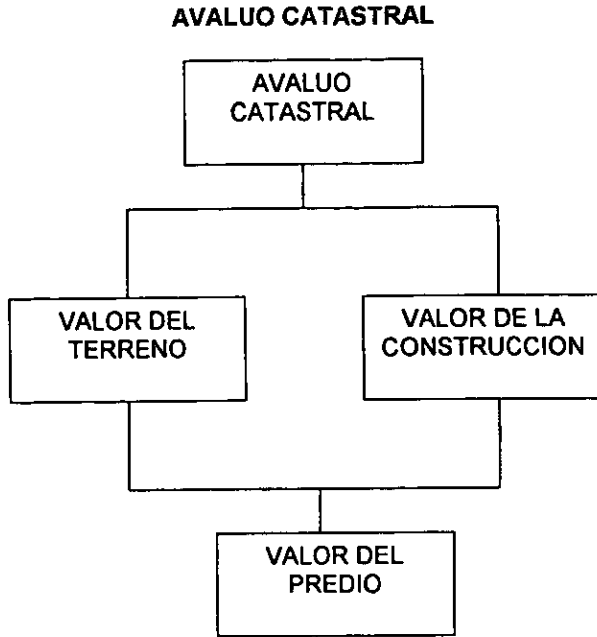 AVALUO CATASTRAL
AVALUO
CATASTRAL
VALOR DEL
TERRENO
VALOR DE LA
CONSTRUCCION
VALOR DEL
PREDIO